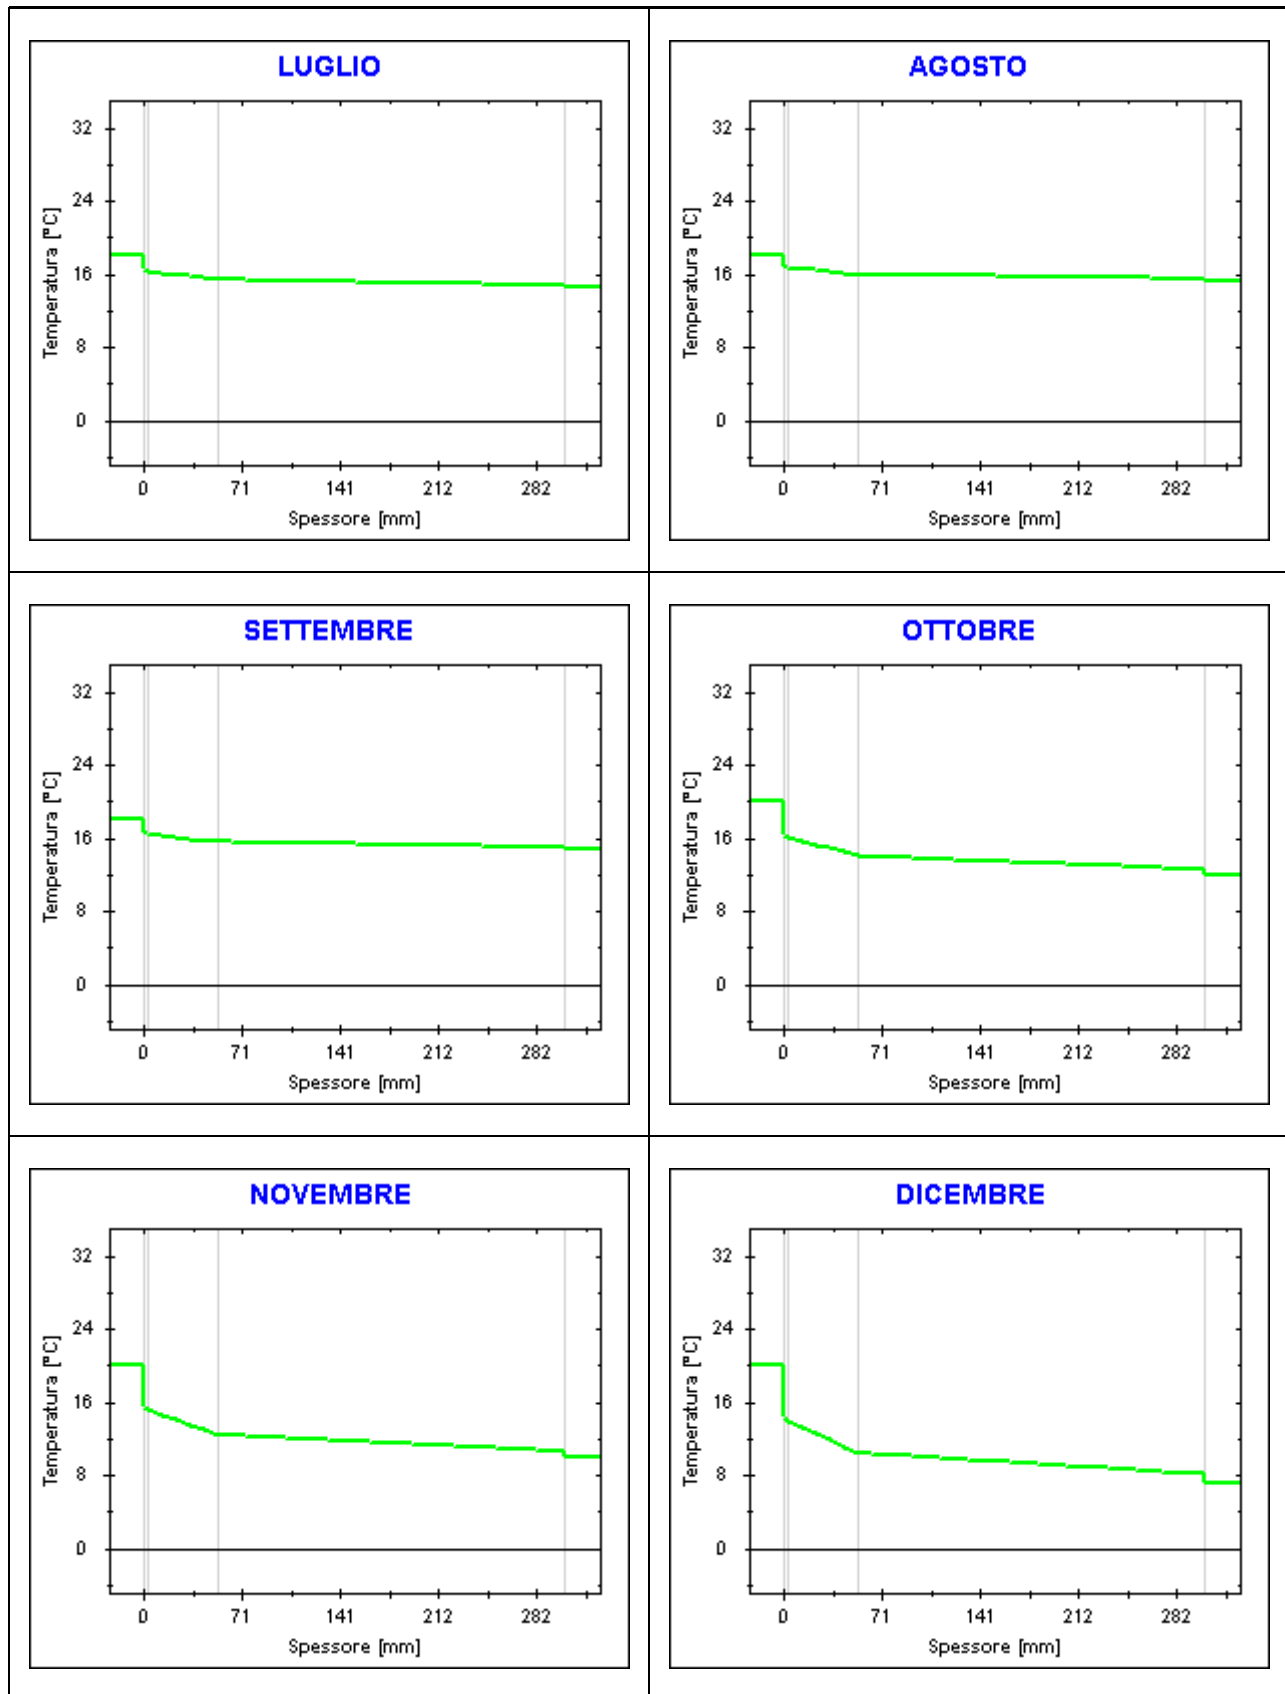 LUGLIO
32
24
16
8
0
Temperatura [°C]
0 71 141 212 282
Spessore [mm]
AGOSTO
32
24
16
8
0
Temperatura [°C]
0 71 141 212 282
Spessore [mm]
SETTEMBRE
32
24
16
8
0
Temperatura [°C]
0 71 141 212 282
Spessore [mm]
OTTOBRE
32
24
16
8
0
Temperatura [°C]
0 71 141 212 282
Spessore [mm]
NOVEMBRE
32
24
16
8
0
Temperatura [°C]
0 71 141 212 282
Spessore [mm]
DICEMBRE
32
24
16
8
0
Temperatura [°C]
0 71 141 212 282
Spessore [mm]